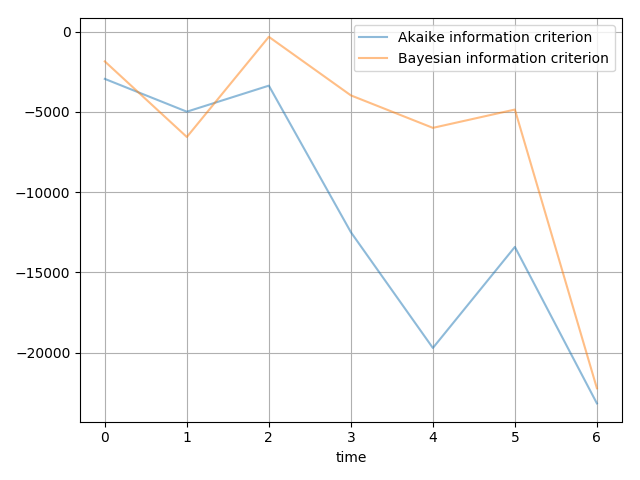 Akaike information criterion
Bayesian information criterion
0
−5000
−10000
−15000
−20000
0 1 2 3 4 5 6
time